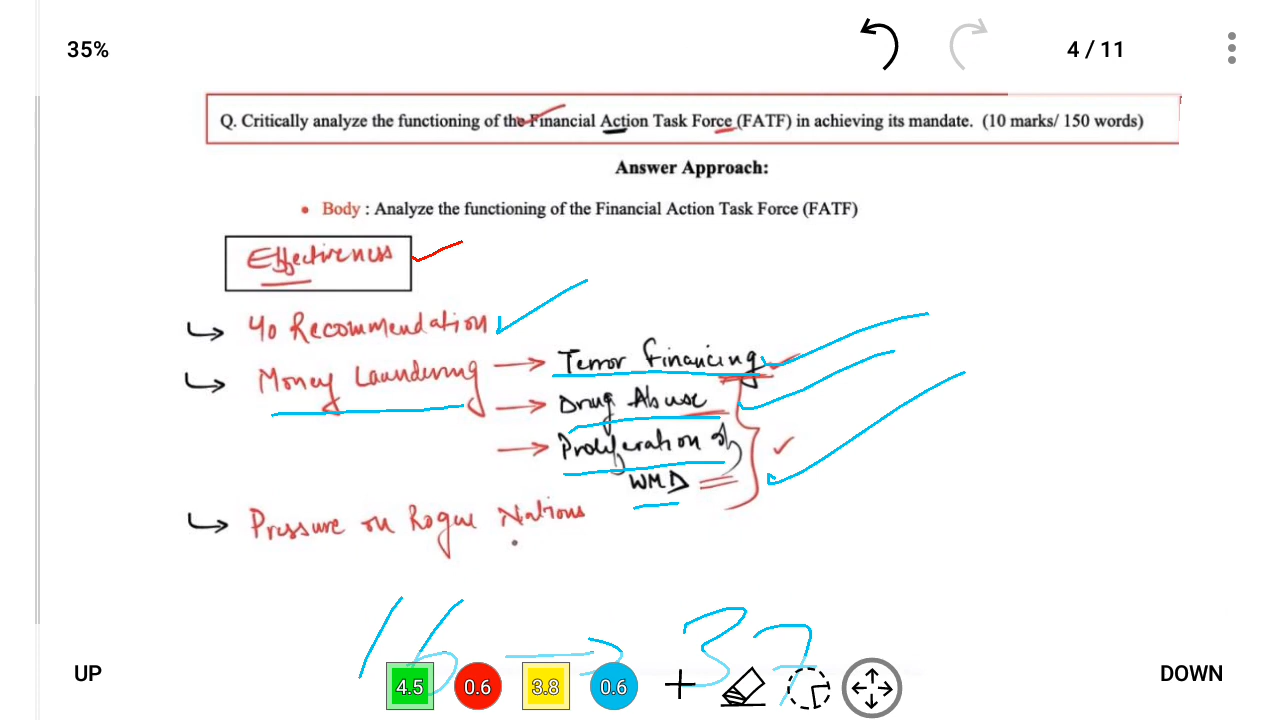 35%
4 / 11
Q. Critically analyze the functioning of the Financial Action Task Force (FATF) in achieving its mandate. (10 marks/ 150 words)
Answer Approach:
• Body : Analyze the functioning of the Financial Action Task Force (FATF)
Effectiveness
40 Recommendation
Money Laundering → Terror Financing
→ Drug Abuse
→ Proliferation of
WMD
Pressure on Rogue Nations
16 → 37
UP
4.5
0.6
3.8
0.6
DOWN